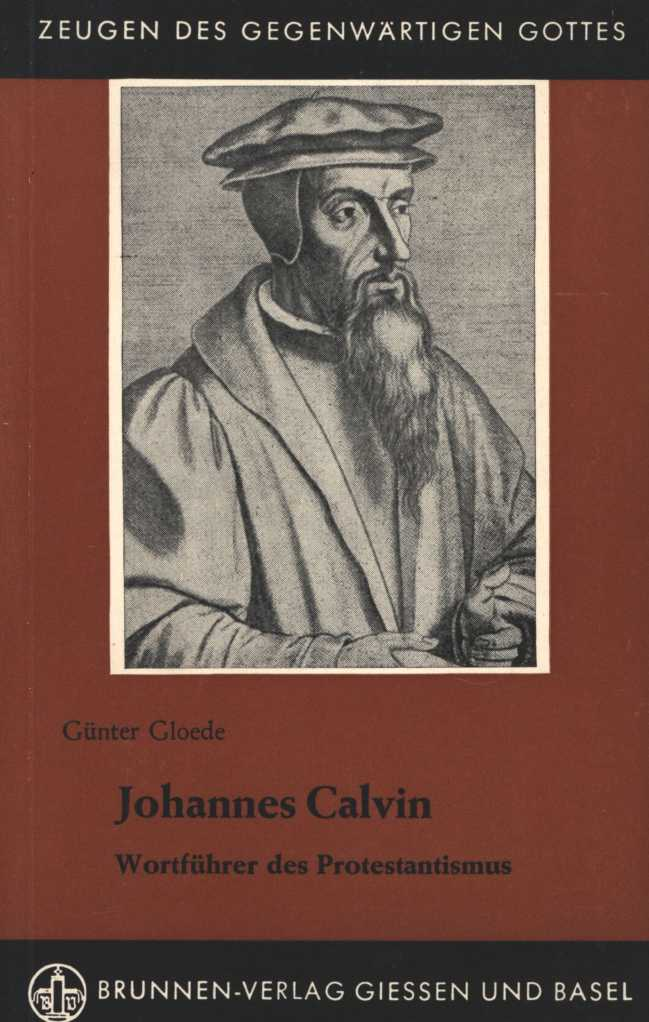 ZEUGEN DES GEGENWÄRTIGEN GOTTES
Günter Gloede
Johannes Calvin
Wortführer des Protestantismus
BRUNNEN-VERLAG GIESSEN UND BASEL